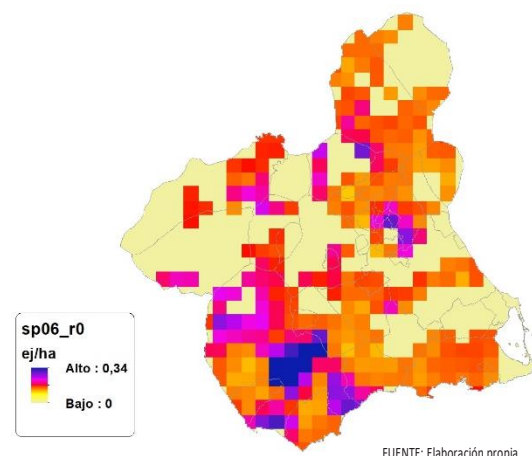 sp06_r0
ej/ha
Alto : 0,34
Bajo : 0
FUENTE: Elaboración propia